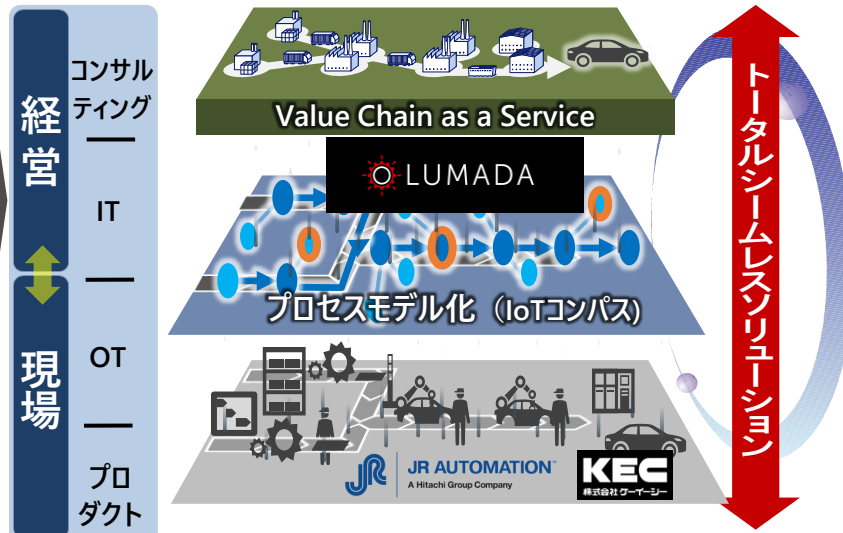 経営
現場
コンサル
ティング
IT
OT
プロ
ダクト
Value Chain as a Service
LUMADA
プロセスモデル化（IoTコンパス）
JR
JR AUTOMATION™
A Hitachi Group Company
KEC
株式会社ケーイーシー
トータルシームレスソリューション